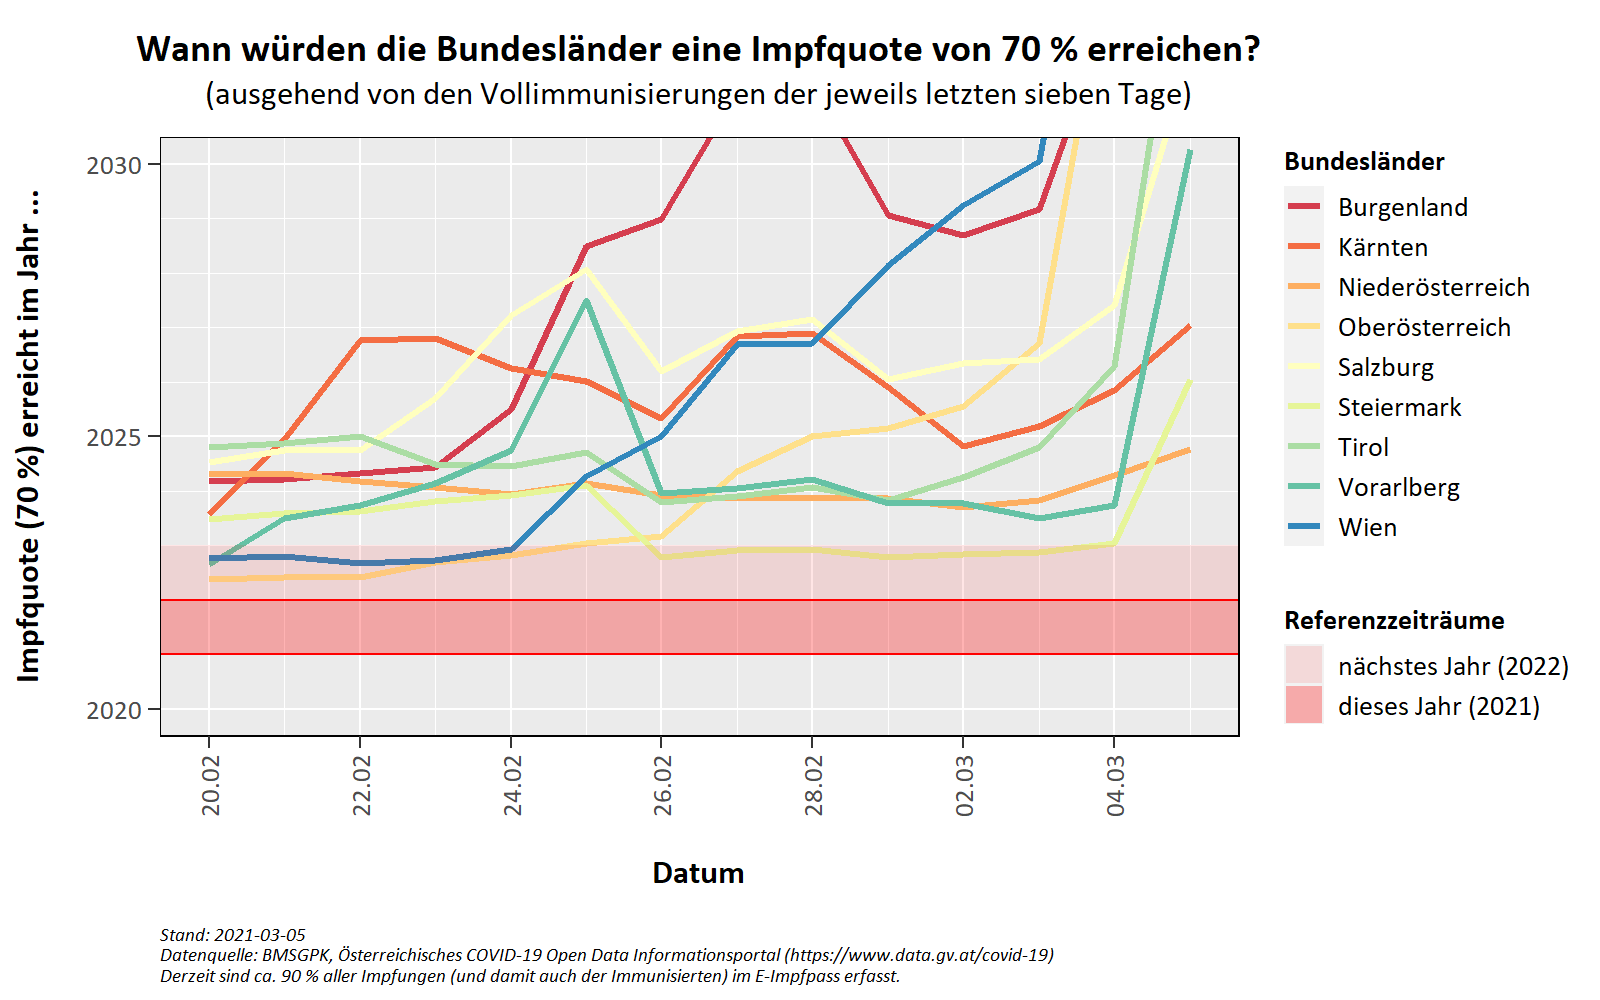 Wann würden die Bundesländer eine Impfquote von 70 % erreichen?
(ausgehend von den Vollimmunisierungen der jeweils letzten sieben Tage)
Impfquote (70 %) erreicht im Jahr ...
2030
2025
2020
20.02
22.02
24.02
26.02
28.02
02.03
04.03
Datum
Bundesländer
Burgenland
Kärnten
Niederösterreich
Oberösterreich
Salzburg
Steiermark
Tirol
Vorarlberg
Wien
Referenzzeiträume
nächstes Jahr (2022)
dieses Jahr (2021)
Stand: 2021-03-05
Datenquelle: BMSGPK, Österreichisches COVID-19 Open Data Informationsportal (https://www.data.gv.at/covid-19)
Derzeit sind ca. 90 % aller Impfungen (und damit auch der Immunisierten) im E-Impfpass erfasst.